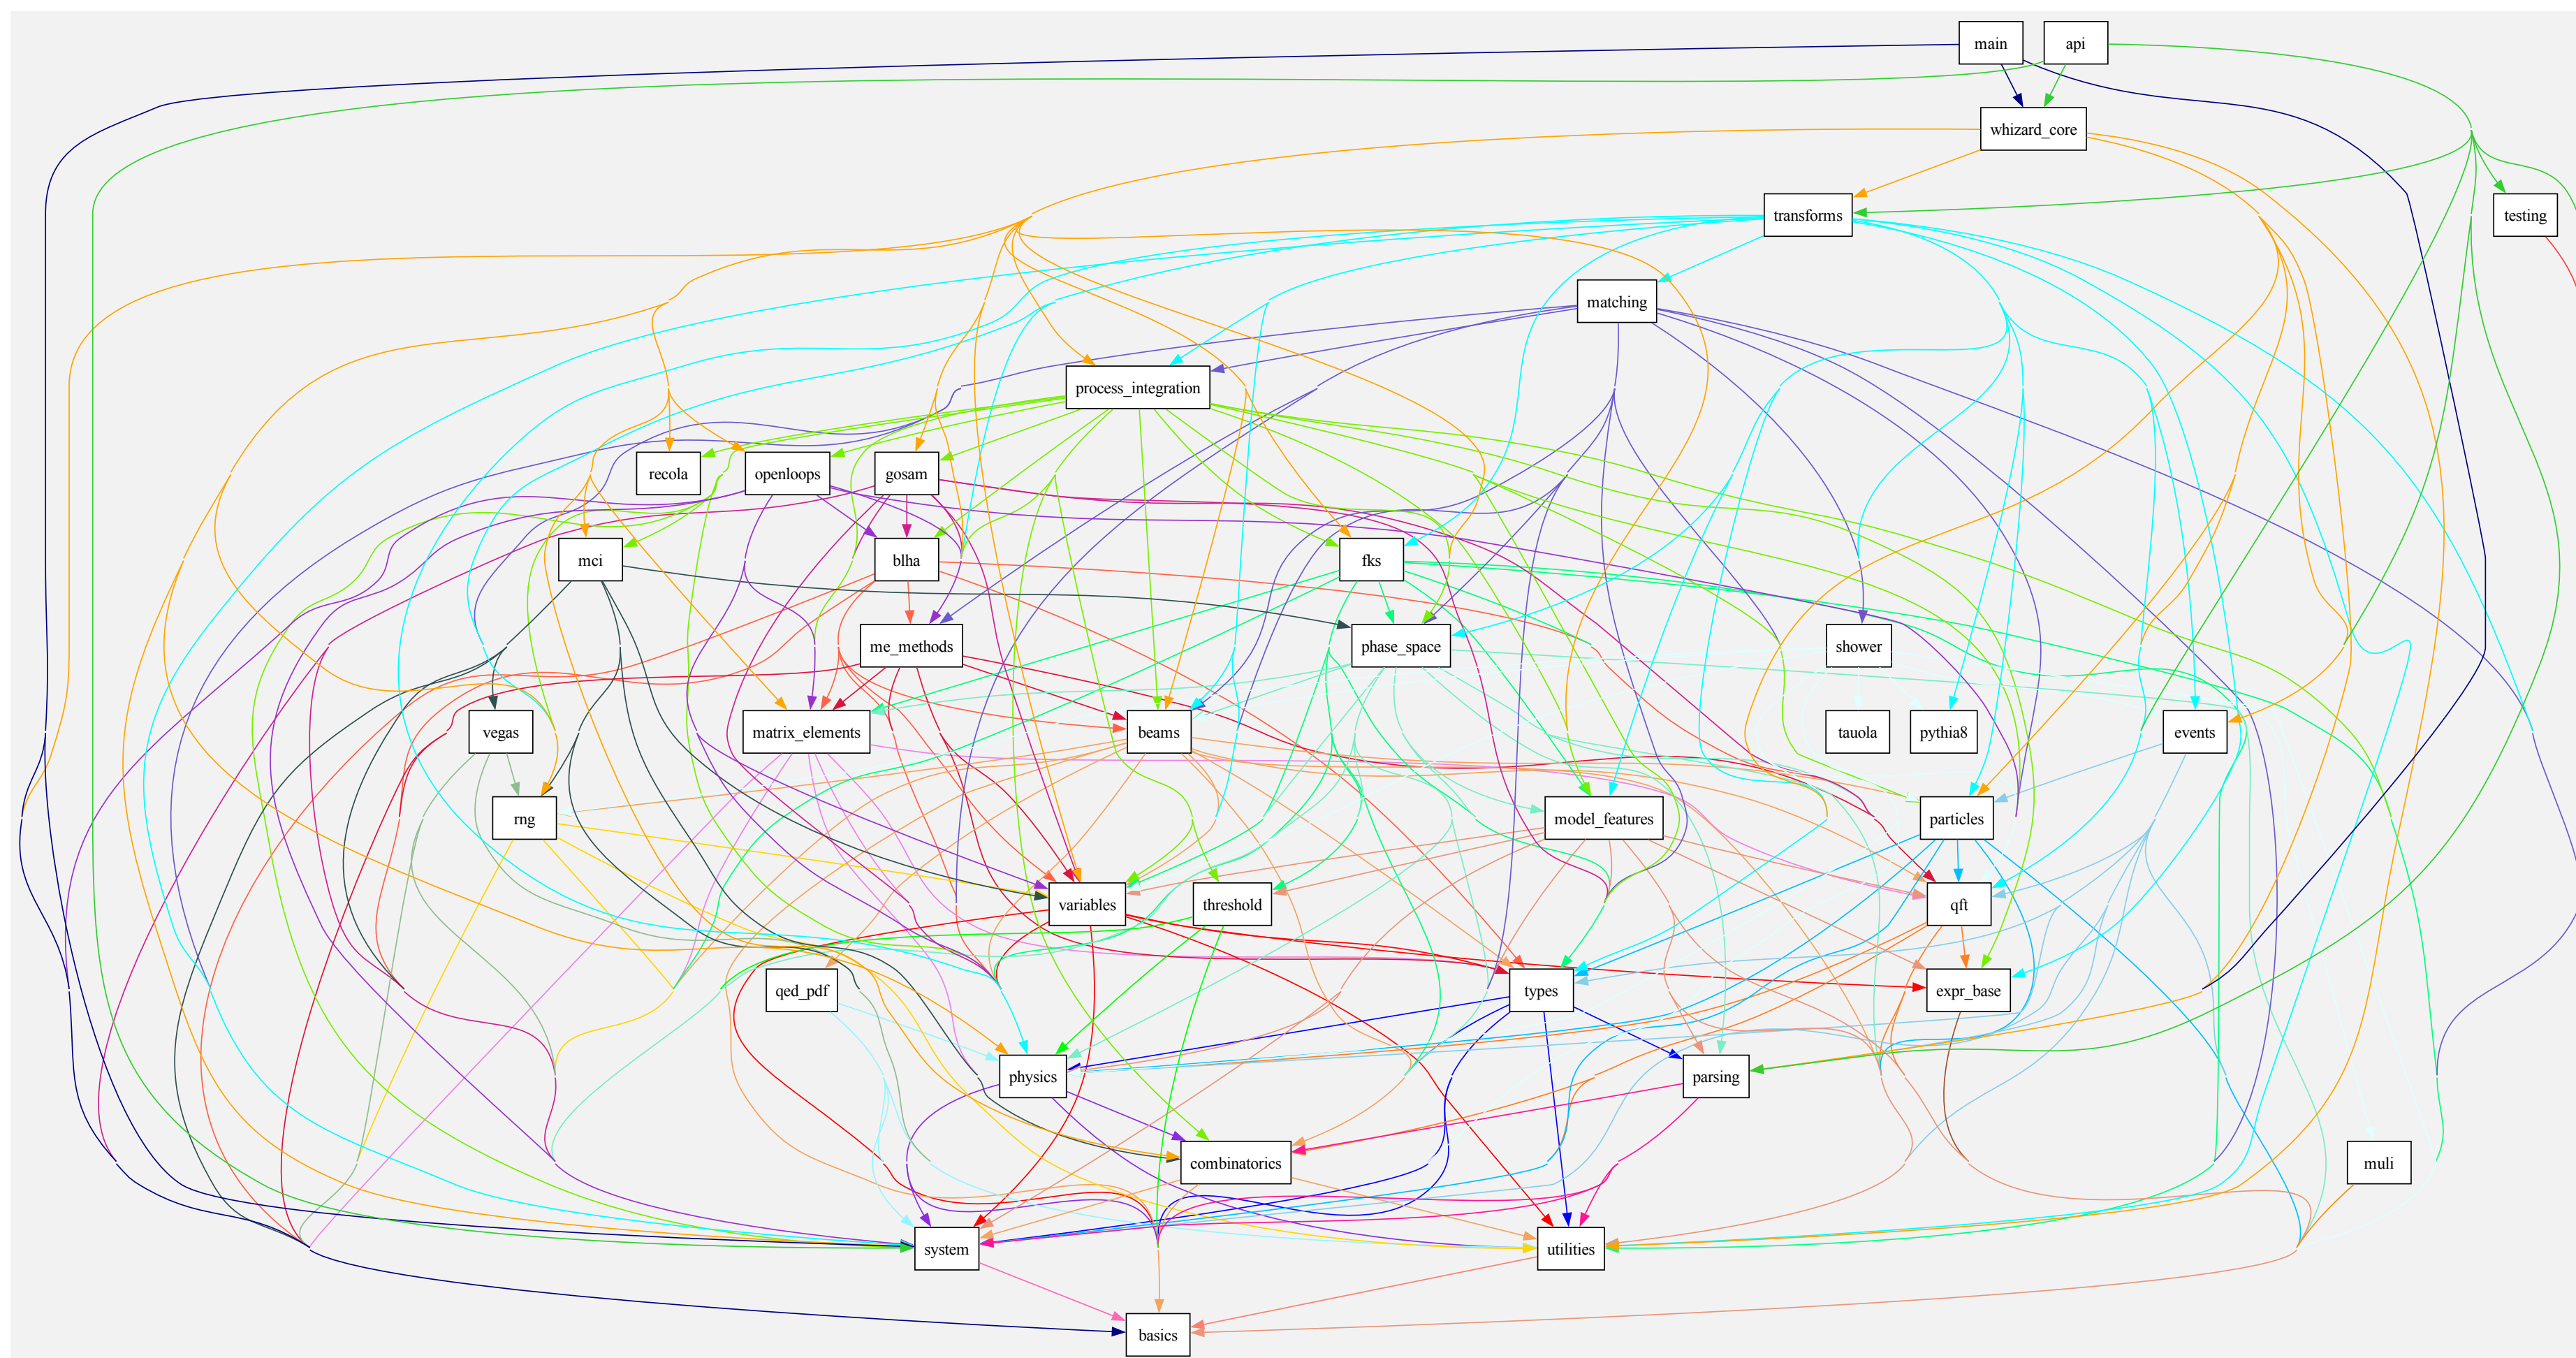 main
api
whizard_core
transforms
testing
matching
process_integration
recola
openloops
gosam
mci
blha
fks
me_methods
phase_space
shower
vegas
matrix_elements
beams
tauola
pythia8
events
rng
model_features
particles
variables
threshold
qft
qed_pdf
types
expr_base
physics
parsing
combinatorics
muli
system
utilities
basics